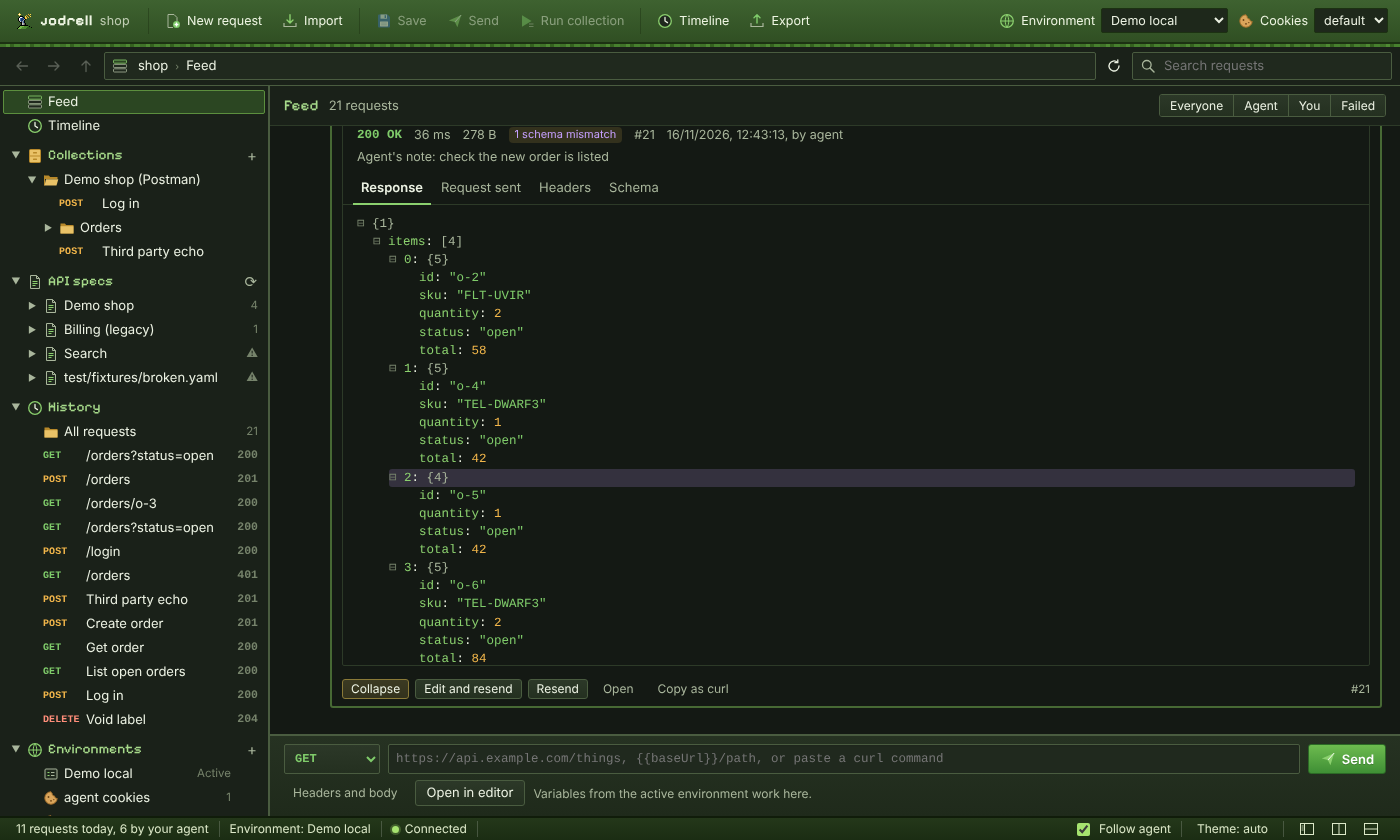 Jodrell shop New request Import Save Send Run collection Timeline Export Environment Demo local Cookies default
shop › Feed Search requests
Feed
Timeline
Collections +
Demo shop (Postman)
POST Log in
Orders
POST Third party echo
API specs
Demo shop 4
Billing (legacy) 1
Search
test/fixtures/broken.yaml
History
All requests 21
GET /orders?status=open 200
POST /orders 201
GET /orders/o-3 200
GET /orders?status=open 200
POST /login 200
GET /orders 401
POST Third party echo 201
POST Create order 201
GET Get order 200
GET List open orders 200
POST Log in 200
DELETE Void label 204
Environments +
Demo local Active
agent cookies 1
Feed 21 requests Everyone Agent You Failed
200 OK 36 ms 278 B 1 schema mismatch #21 16/11/2026, 12:43:13, by agent
Agent's note: check the new order is listed
Response Request sent Headers Schema
{1}
items: [4]
0: {5}
id: "o-2"
sku: "FLT-UVIR"
quantity: 2
status: "open"
total: 58
1: {5}
id: "o-4"
sku: "TEL-DWARF3"
quantity: 1
status: "open"
total: 42
2: {4}
id: "o-5"
quantity: 1
status: "open"
total: 42
3: {5}
id: "o-6"
sku: "TEL-DWARF3"
quantity: 2
status: "open"
total: 84
Collapse Edit and resend Resend Open Copy as curl #21
GET https://api.example.com/things, {{baseUrl}}/path, or paste a curl command Send
Headers and body Open in editor Variables from the active environment work here.
11 requests today, 6 by your agent Environment: Demo local Connected Follow agent Theme: auto